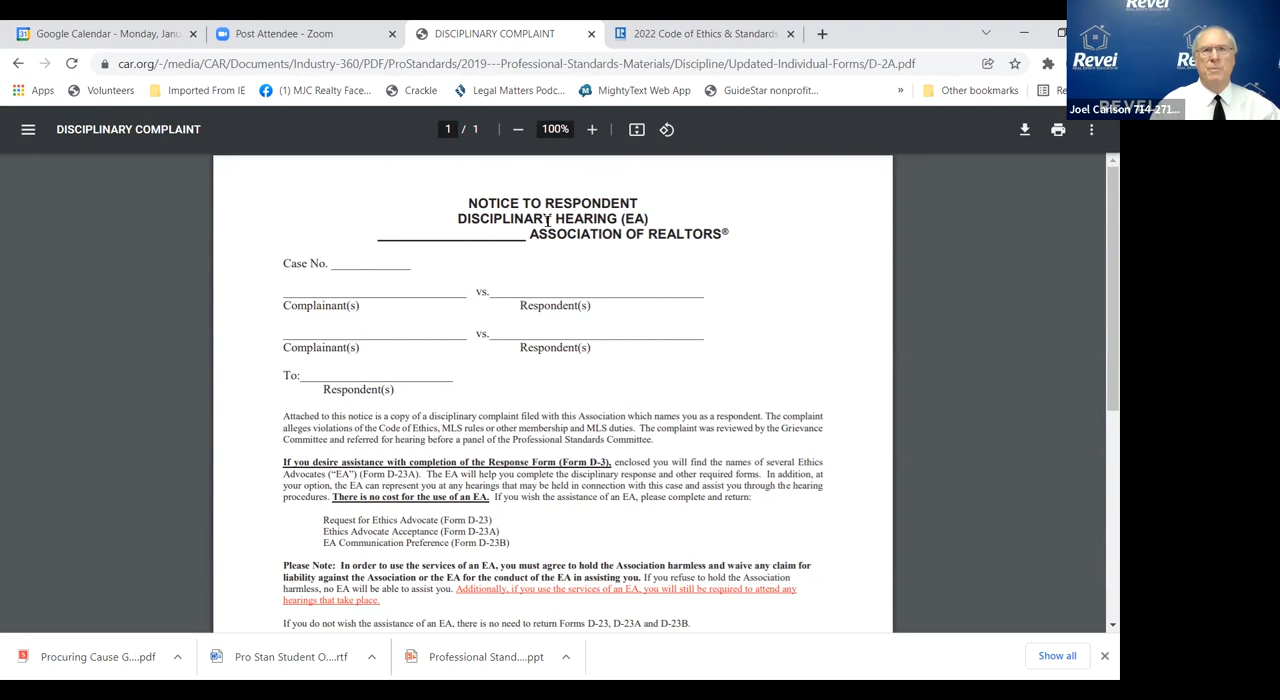 Google Calendar - Monday, Janu
Post Attendee - Zoom
DISCIPLINARY COMPLAINT
2022 Code of Ethics & Standards
car.org/-/media/CAR/Documents/Industry-360/PDF/ProStandards/2019---Professional-Standards-Materials/Discipline/Updated-Individual-Forms/D-2A.pdf
Apps
Volunteers
Imported From IE
(1) MJC Realty Face...
Crackle
Legal Matters Podc...
MightyText Web App
GuideStar nonprofit...
»
Other bookmarks
Revei
Revei
Joel Carlson 714-271...
DISCIPLINARY COMPLAINT
1 / 1
100%
NOTICE TO RESPONDENT
DISCIPLINARY HEARING (EA)
____________________ ASSOCIATION OF REALTORS®
Case No. _____________
vs.
Complainant(s) Respondent(s)
vs.
Complainant(s) Respondent(s)
To:
Respondent(s)
Attached to this notice is a copy of a disciplinary complaint filed with this Association which names you as a respondent. The complaint
alleges violations of the Code of Ethics, MLS rules or other membership and MLS duties. The complaint was reviewed by the Grievance
Committee and referred for hearing before a panel of the Professional Standards Committee.
If you desire assistance with completion of the Response Form (Form D-3), enclosed you will find the names of several Ethics
Advocates (“EA”) (Form D-23A). The EA will help you complete the disciplinary response and other required forms. In addition, at
your option, the EA can represent you at any hearings that may be held in connection with this case and assist you through the hearing
procedures. There is no cost for the use of an EA. If you wish the assistance of an EA, please complete and return:
Request for Ethics Advocate (Form D-23)
Ethics Advocate Acceptance (Form D-23A)
EA Communication Preference (Form D-23B)
Please Note: In order to use the services of an EA, you must agree to hold the Association harmless and waive any claim for
liability against the Association or the EA for the conduct of the EA in assisting you. If you refuse to hold the Association
harmless, no EA will be able to assist you. Additionally, if you use the services of an EA, you will still be required to attend any
hearings that take place.
If you do not wish the assistance of an EA, there is no need to return Forms D-23, D-23A and D-23B.
Procuring Cause G....pdf
Pro Stan Student O...rtf
Professional Stand....ppt
Show all